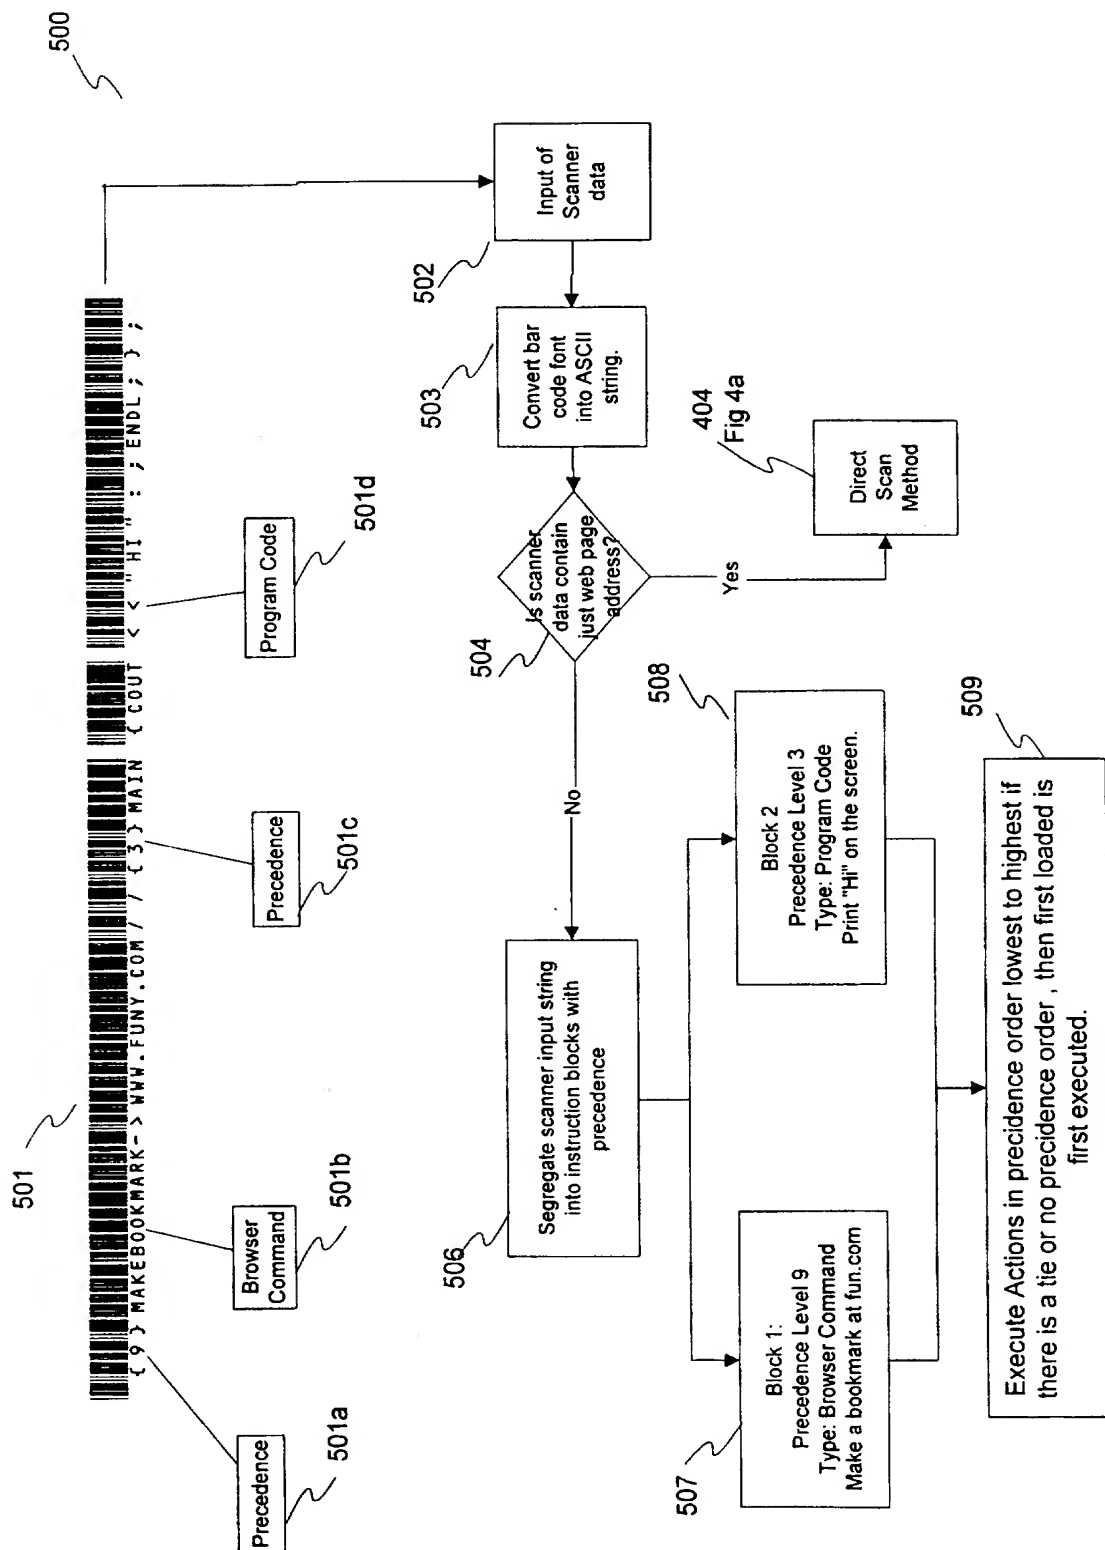 500
501
{9}MAKEBOOKMARK->WWW.FUNY.COM//{3}MAIN{COUT<<"HI":;ENDL;};
Precedence
501a
Browser
Command
501b
Precedence
501c
Program Code
501d
Input of
Scanner
data
502
Convert bar
code font
into ASCII
string.
503
Is scanner
data contain
just web page
address?
504
Yes
404
Fig 4a
Direct
Scan
Method
No
Segregate scanner input string
into instruction blocks with
precedence
506
Block 1:
Precedence Level 9
Type: Browser Command
Make a bookmark at fun.com
507
Block 2
Precedence Level 3
Type: Program Code
Print "Hi" on the screen.
508
Execute Actions in precidence order lowest to highest if
there is a tie or no precidence order , then first loaded is
first executed.
509